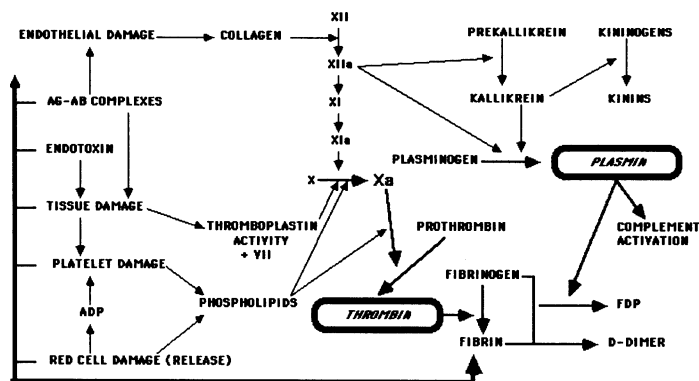 XII
ENDOTHELIAL DAMAGE
COLLAGEN
PREKALLIKREIN
KININOGENS
XIIa
AG-AB COMPLEXES
XI
KALLIKREIN
KININS
ENDOTOXIN
XIa
PLASMINOGEN
PLASMIN
X
Xa
TISSUE DAMAGE
THROMBOPLASTIN
ACTIVITY
+ VII
PROTHROMBIN
COMPLEMENT
ACTIVATION
PLATELET DAMAGE
FIBRINOGEN
PHOSPHOLIPIDS
ADP
THROMBIN
FDP
FIBRIN
D-DIMER
RED CELL DAMAGE (RELEASE)